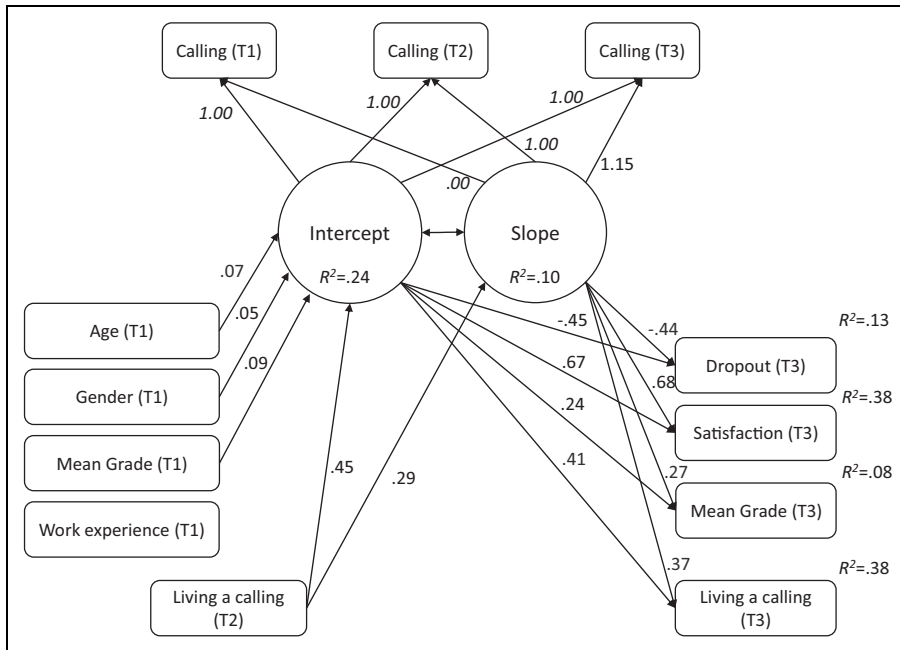 Calling (T1)
Calling (T2)
Calling (T3)
1.00
1.00
1.00
.00
1.00
1.15
Intercept
R²=.24
Slope
R²=.10
.07
.05
.09
Age (T1)
Gender (T1)
Mean Grade (T1)
Work experience (T1)
Living a calling
(T2)
.45
.29
-.45
.67
.24
.41
-.44
.68
.27
.37
R²=.13
Dropout (T3)
R²=.38
Satisfaction (T3)
R²=.08
Mean Grade (T3)
R²=.38
Living a calling
(T3)